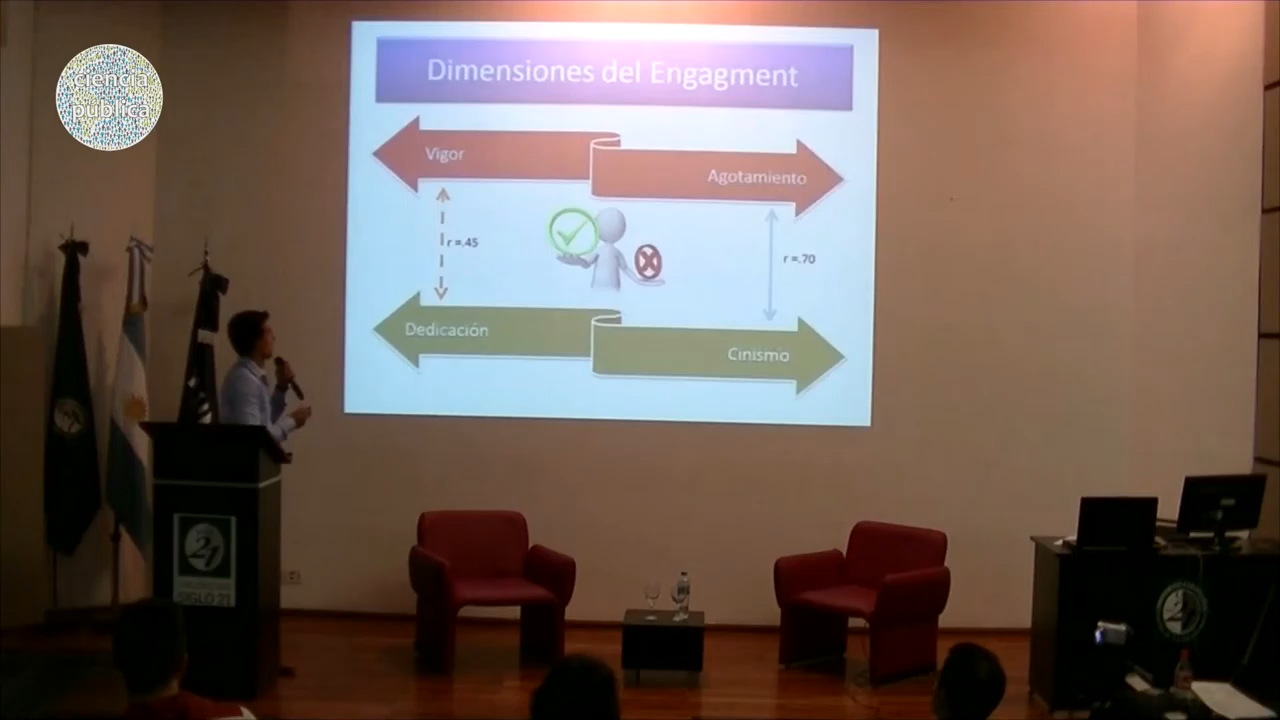 ciencia
pública
Dimensiones del Engagment
Vigor
Agotamiento
r =.45
r =.70
Dedicación
Cinismo
21
SIGLO 21